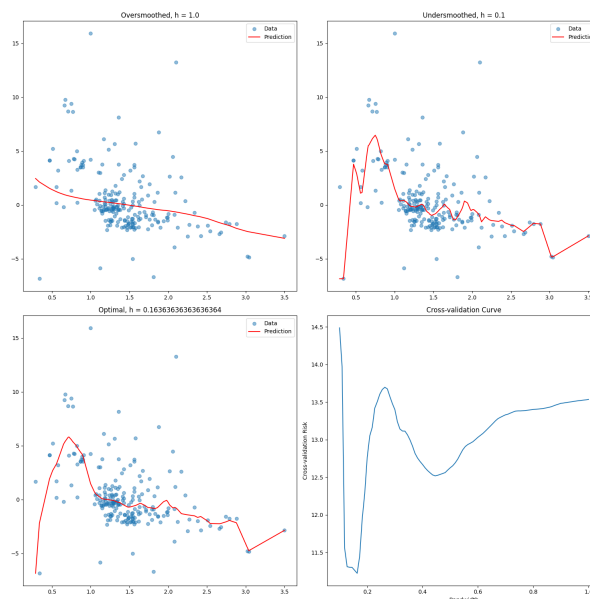 Oversmoothed, h = 1.0
Data
Prediction
15
10
5
0
−5
0.5 1.0 1.5 2.0 2.5 3.0 3.5
Undersmoothed, h = 0.1
Data
Prediction
15
10
5
0
−5
0.5 1.0 1.5 2.0 2.5 3.0 3.5
Optimal, h = 0.16363636363636364
Data
Prediction
15
10
5
0
−5
0.5 1.0 1.5 2.0 2.5 3.0 3.5
Cross-validation Curve
Cross-validation Risk
14.5
14.0
13.5
13.0
12.5
12.0
11.5
0.2 0.4 0.6 0.8 1.0